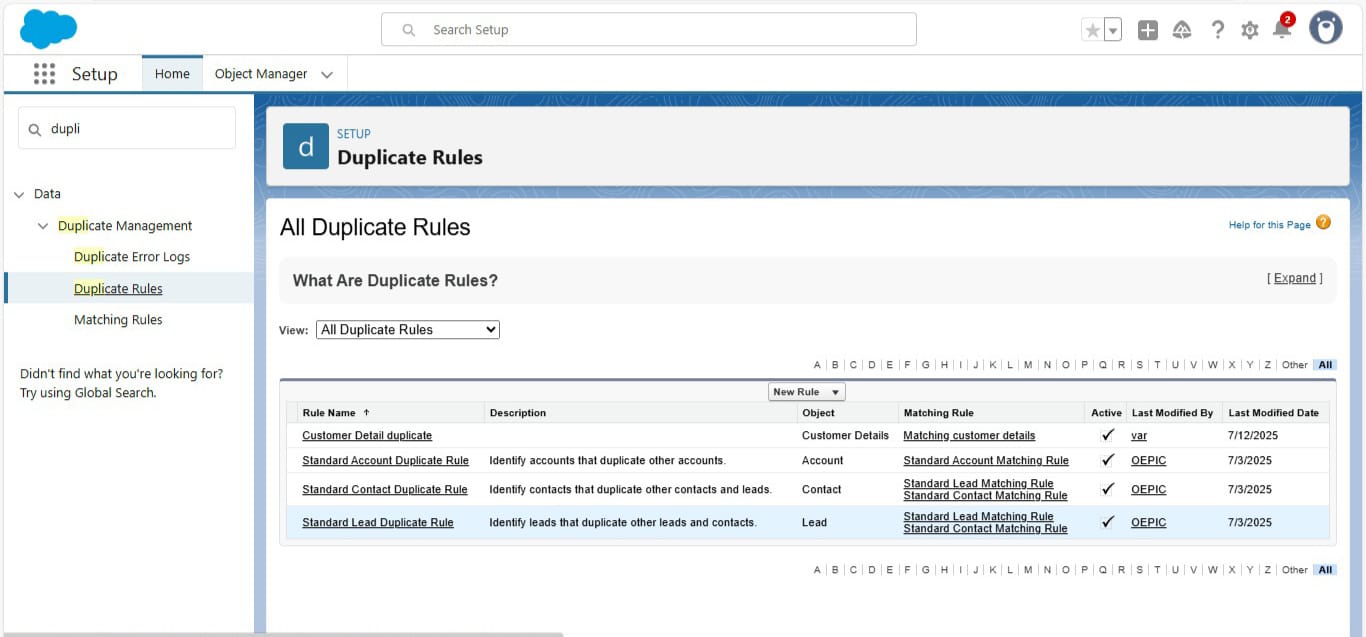 Search Setup
2
Setup
Home
Object Manager
dupli
Data
Duplicate Management
Duplicate Error Logs
Duplicate Rules
Matching Rules
Didn't find what you're looking for?
Try using Global Search.
d
SETUP
Duplicate Rules
All Duplicate Rules
Help for this Page ?
What Are Duplicate Rules?
[ Expand ]
View: All Duplicate Rules
A | B | C | D | E | F | G | H | I | J | K | L | M | N | O | P | Q | R | S | T | U | V | W | X | Y | Z | Other | All
New Rule
Rule Name ↑ Description Object Matching Rule Active Last Modified By Last Modified Date
Customer Detail duplicate Customer Details Matching customer details ✓ var 7/12/2025
Standard Account Duplicate Rule Identify accounts that duplicate other accounts. Account Standard Account Matching Rule ✓ OEPIC 7/3/2025
Standard Contact Duplicate Rule Identify contacts that duplicate other contacts and leads. Contact Standard Lead Matching Rule ✓ OEPIC 7/3/2025
Standard Contact Matching Rule
Standard Lead Duplicate Rule Identify leads that duplicate other leads and contacts. Lead Standard Lead Matching Rule ✓ OEPIC 7/3/2025
Standard Contact Matching Rule
A | B | C | D | E | F | G | H | I | J | K | L | M | N | O | P | Q | R | S | T | U | V | W | X | Y | Z | Other | All